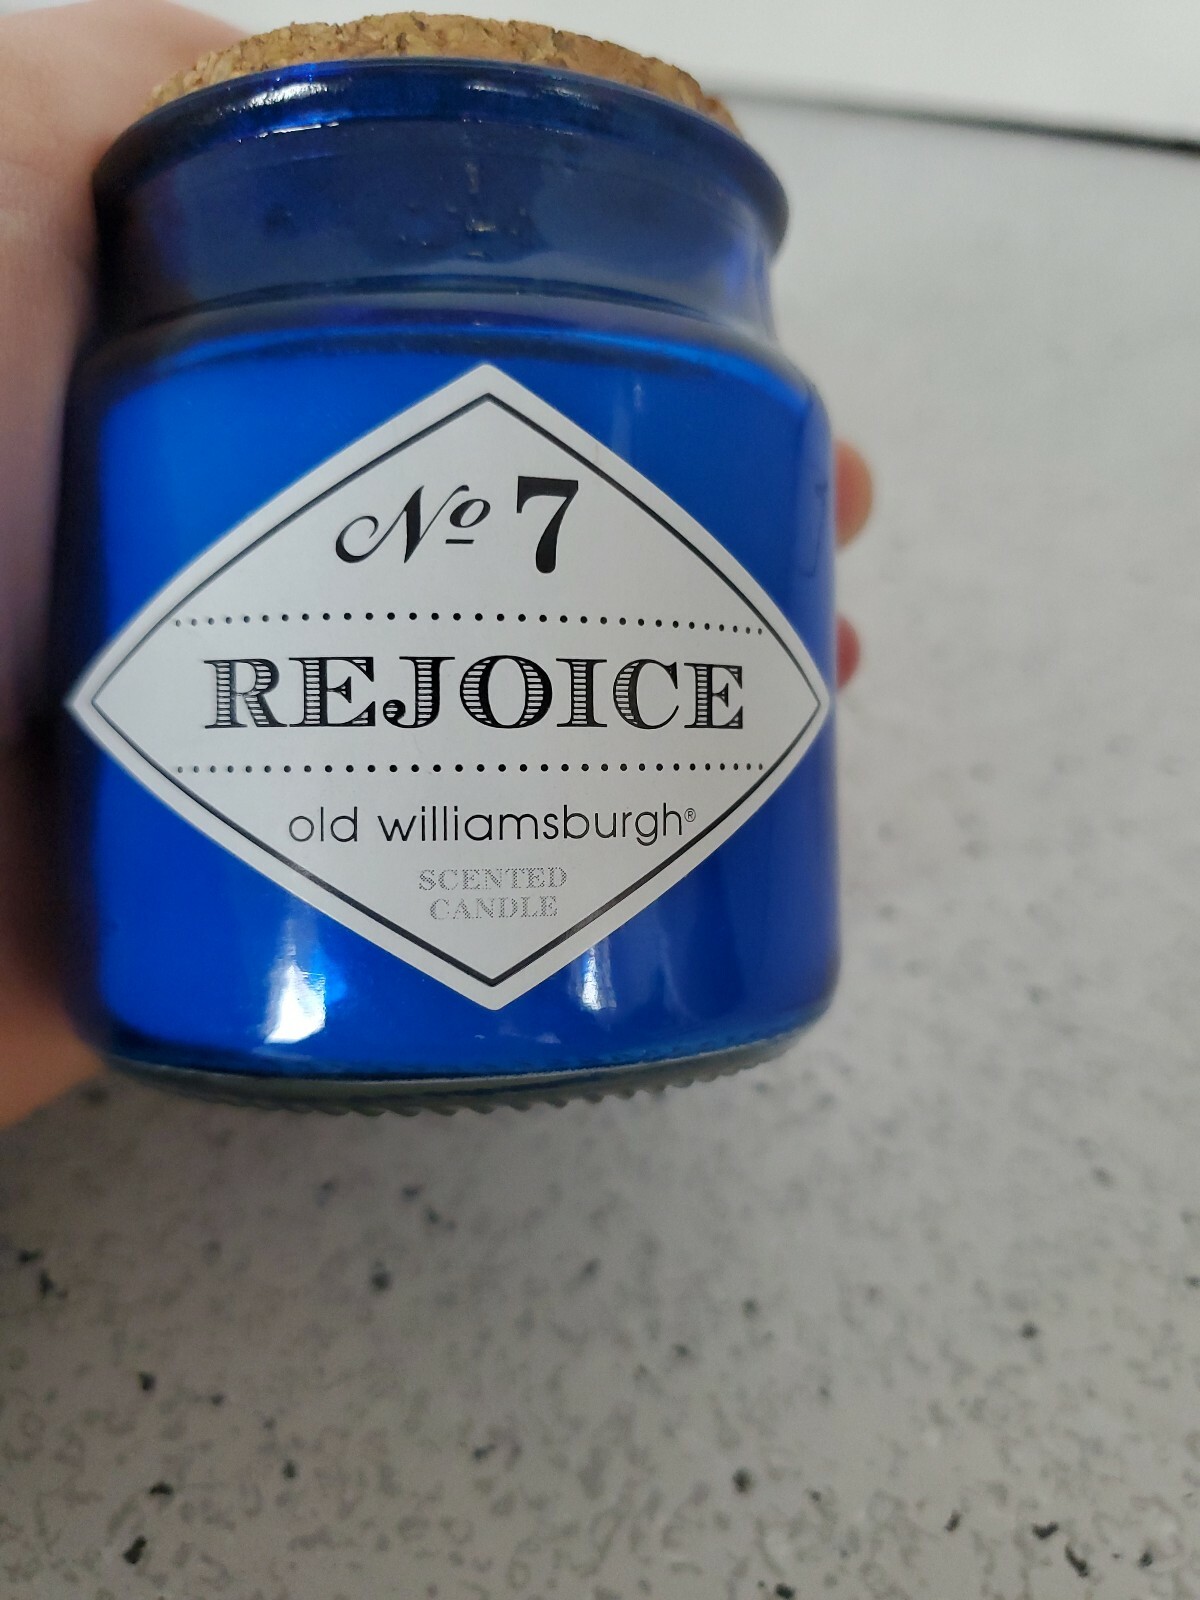 No 7
REJOICE
old williamsburgh®
SCENTED
CANDLE